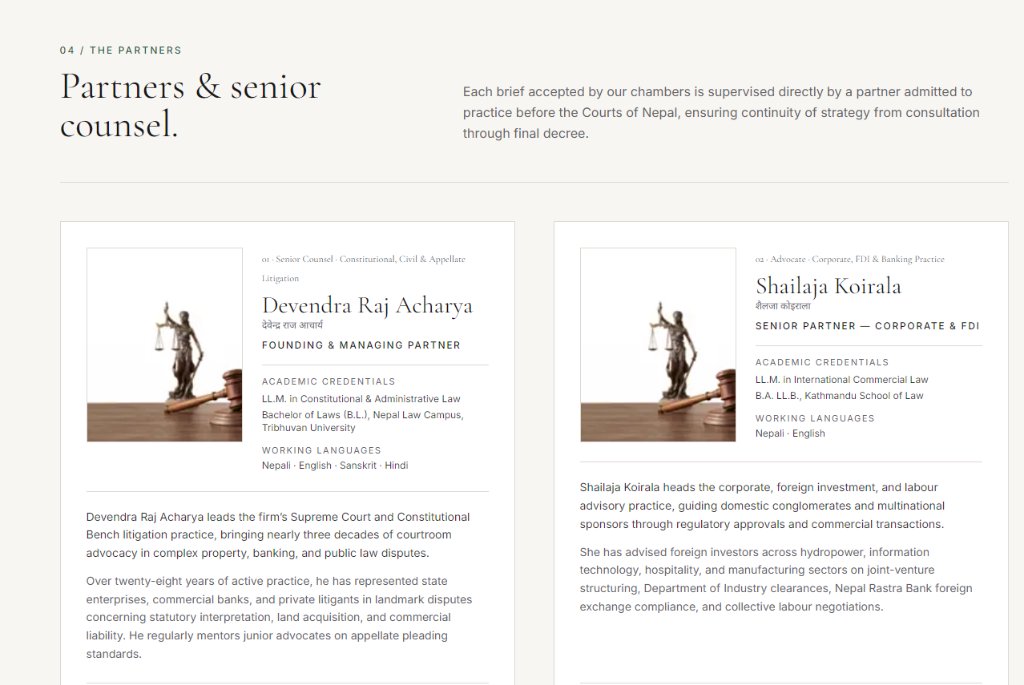 04 / THE PARTNERS
Partners & senior
counsel.
Each brief accepted by our chambers is supervised directly by a partner admitted to
practice before the Courts of Nepal, ensuring continuity of strategy from consultation
through final decree.
01 · Senior Counsel · Constitutional, Civil & Appellate
Litigation
Devendra Raj Acharya
देवेन्द्र राज आचार्य
FOUNDING & MANAGING PARTNER
ACADEMIC CREDENTIALS
LL.M. in Constitutional & Administrative Law
Bachelor of Laws (B.L.), Nepal Law Campus,
Tribhuvan University
WORKING LANGUAGES
Nepali · English · Sanskrit · Hindi
Devendra Raj Acharya leads the firm's Supreme Court and Constitutional
Bench litigation practice, bringing nearly three decades of courtroom
advocacy in complex property, banking, and public law disputes.
Over twenty-eight years of active practice, he has represented state
enterprises, commercial banks, and private litigants in landmark disputes
concerning statutory interpretation, land acquisition, and commercial
liability. He regularly mentors junior advocates on appellate pleading
standards.
02 · Advocate · Corporate, FDI & Banking Practice
Shailaja Koirala
शैलजा कोइराला
SENIOR PARTNER — CORPORATE & FDI
ACADEMIC CREDENTIALS
LL.M. in International Commercial Law
B.A. LL.B., Kathmandu School of Law
WORKING LANGUAGES
Nepali · English
Shailaja Koirala heads the corporate, foreign investment, and labour
advisory practice, guiding domestic conglomerates and multinational
sponsors through regulatory approvals and commercial transactions.
She has advised foreign investors across hydropower, information
technology, hospitality, and manufacturing sectors on joint-venture
structuring, Department of Industry clearances, Nepal Rastra Bank foreign
exchange compliance, and collective labour negotiations.